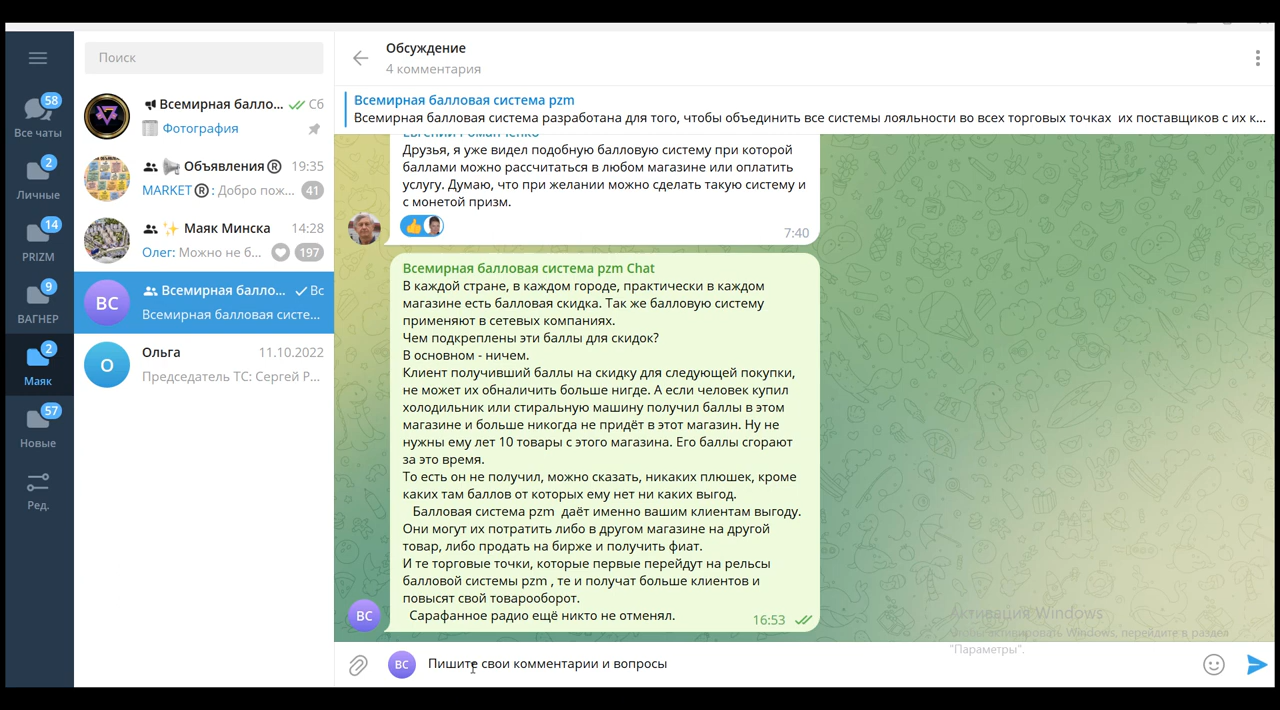 Поиск
58
Все чаты
2
Личные
14
PRIZM
9
ВАГНЕР
2
Маяк
57
Новые
Ред.
Всемирная балло... Сб
Фотография
Объявления ® 19:35
MARKET®: Добро пож... 41
Маяк Минска 14:28
Олег: Можно не б... 197
ВС
Всемирная балло... Вс
Всемирная балловая систе...
О
Ольга 11.10.2022
Председатель ТС: Сергей Р...
Обсуждение
4 комментария
Всемирная балловая система pzm
Всемирная балловая система разработана для того, чтобы объединить все системы лояльности во всех торговых точках их поставщиков с их к...
Евгений Романченко
Друзья, я уже видел подобную балловую систему при которой
баллами можно рассчитаться в любом магазине или оплатить
услугу. Думаю, что при желании можно сделать такую систему и
с монетой призм.
7:40
Всемирная балловая система pzm Chat
В каждой стране, в каждом городе, практически в каждом
магазине есть балловая скидка. Так же балловую систему
применяют в сетевых компаниях.
Чем подкреплены эти баллы для скидок?
В основном - ничем.
Клиент получивший баллы на скидку для следующей покупки,
не может их обналичить больше нигде. А если человек купил
холодильник или стиральную машину получил баллы в этом
магазине и больше никогда не придёт в этот магазин. Ну не
нужны ему лет 10 товары с этого магазина. Его баллы сгорают
за это время.
То есть он не получил, можно сказать, никаких плюшек, кроме
каких там баллов от которых ему нет ни каких выгод.
Балловая система pzm даёт именно вашим клиентам выгоду.
Они могут их потратить либо в другом магазине на другой
товар, либо продать на бирже и получить фиат.
И те торговые точки, которые первые перейдут на рельсы
балловой системы pzm , те и получат больше клиентов и
повысят свой товарооборот.
Сарафанное радио ещё никто не отменял.
16:53
ВС
Активация Windows
Чтобы активировать Windows, перейдите в раздел
"Параметры".
ВС
Пишите свои комментарии и вопросы